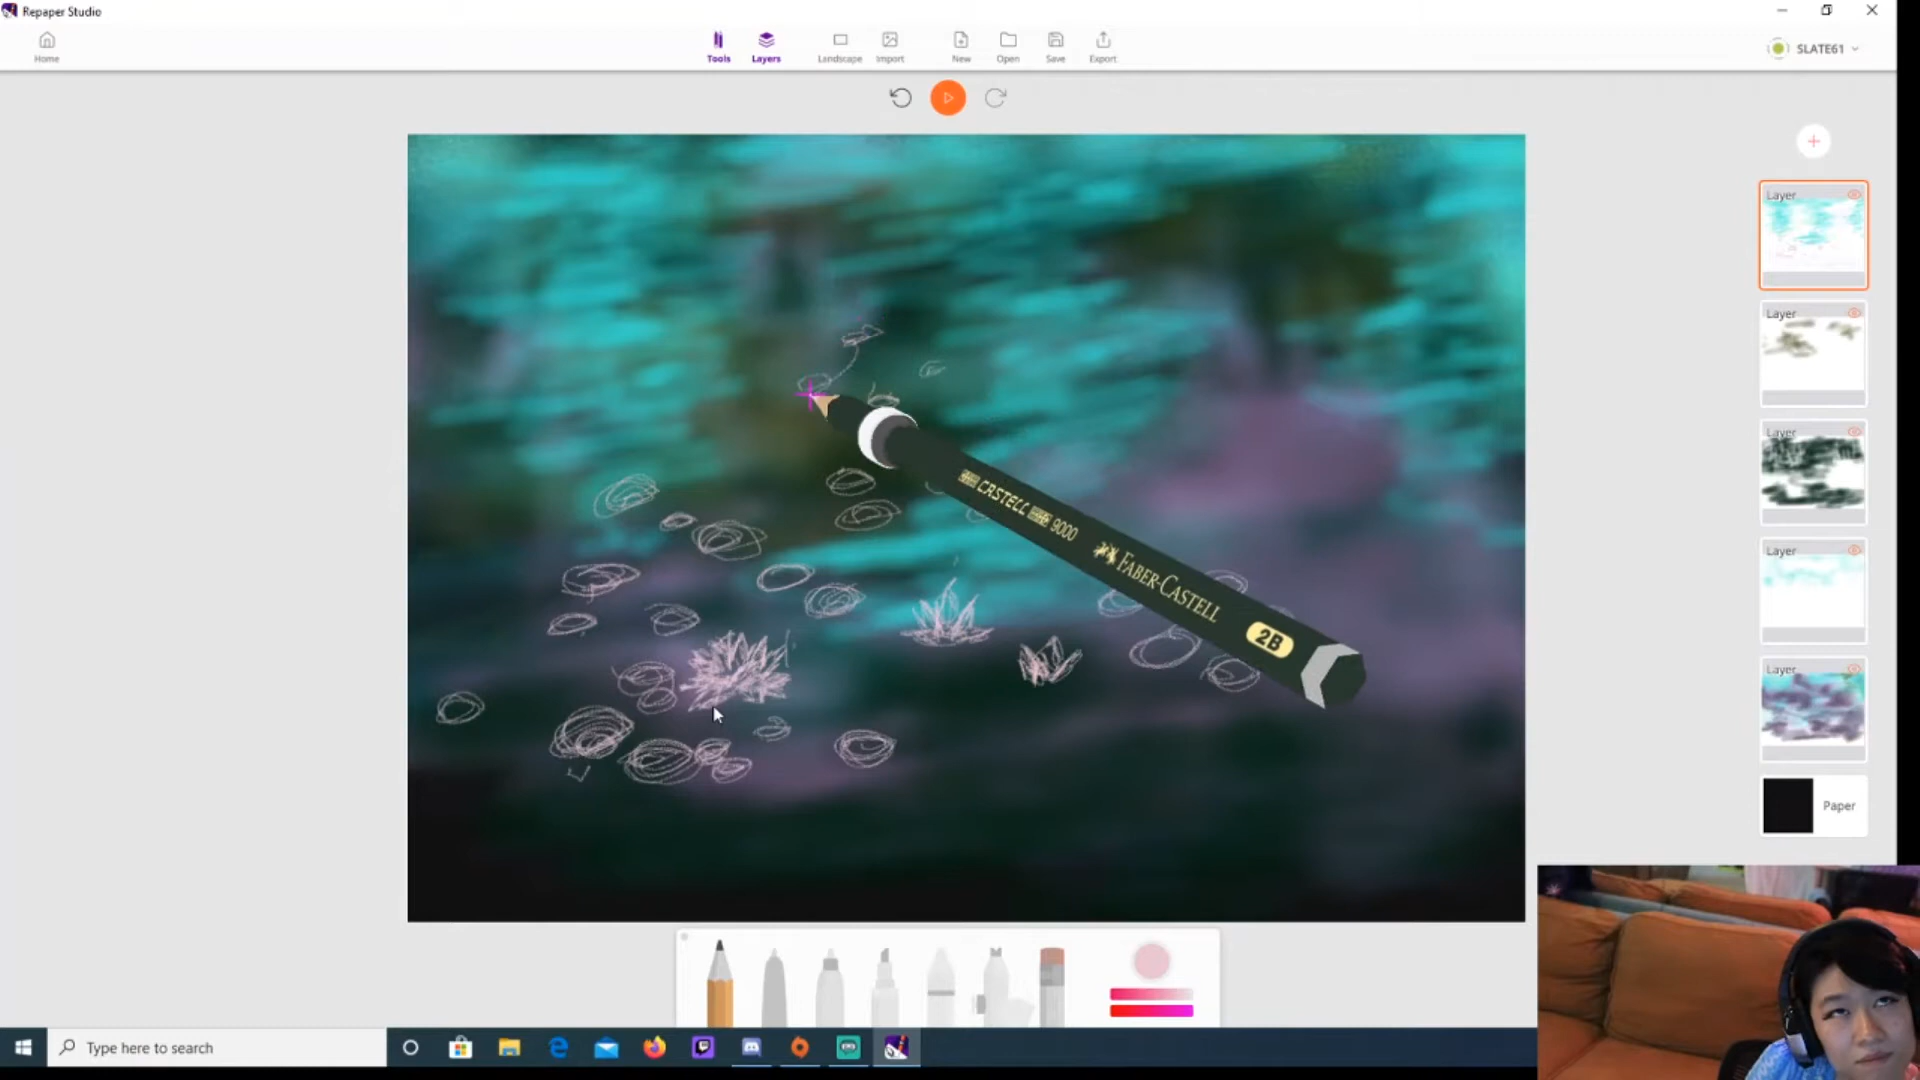 Repaper Studio
Home
Tools
Layers
Landscape
Import
New
Open
Save
Export
SLATE61
Layer
Layer
Layer
Layer
Layer
Paper
CASTELL 9000
FABER-CASTELL
2B
Type here to search